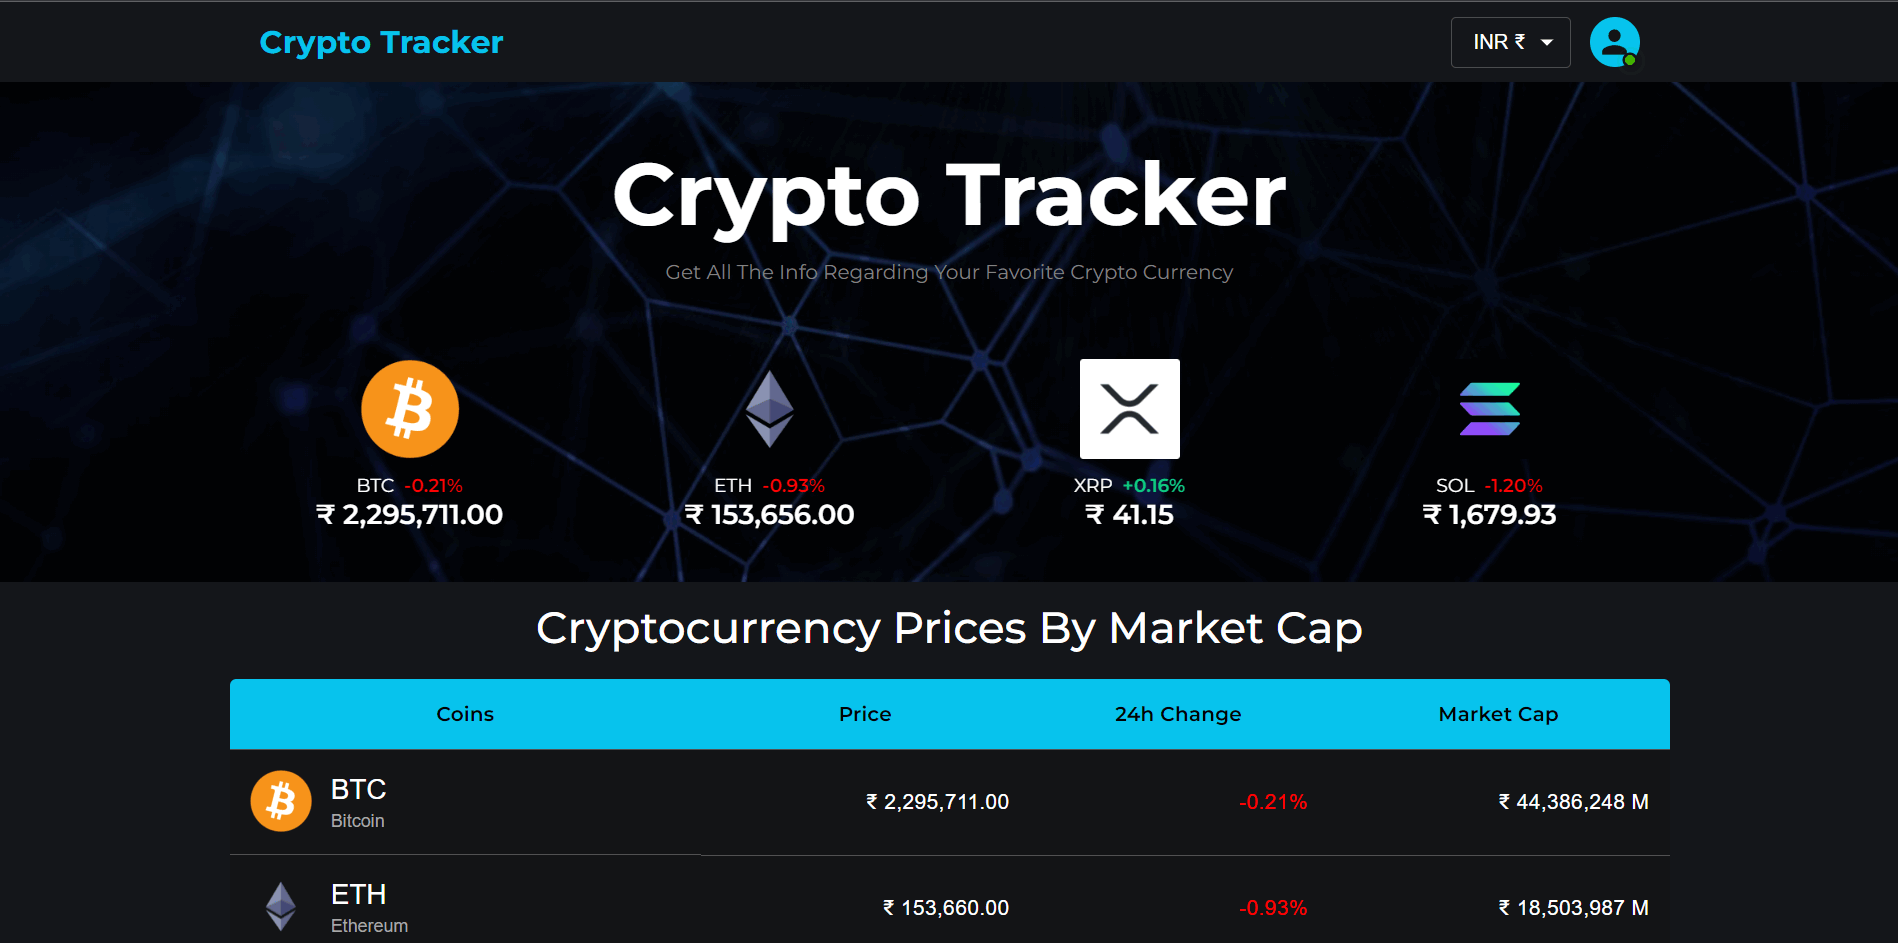 Crypto Tracker
INR ₹
Crypto Tracker
Get All The Info Regarding Your Favorite Crypto Currency
BTC -0.21%
₹ 2,295,711.00
ETH -0.93%
₹ 153,656.00
XRP +0.16%
₹ 41.15
SOL -1.20%
₹ 1,679.93
Cryptocurrency Prices By Market Cap
Coins Price 24h Change Market Cap
BTC
Bitcoin
₹ 2,295,711.00 -0.21% ₹ 44,386,248 M
ETH
Ethereum
₹ 153,660.00 -0.93% ₹ 18,503,987 M